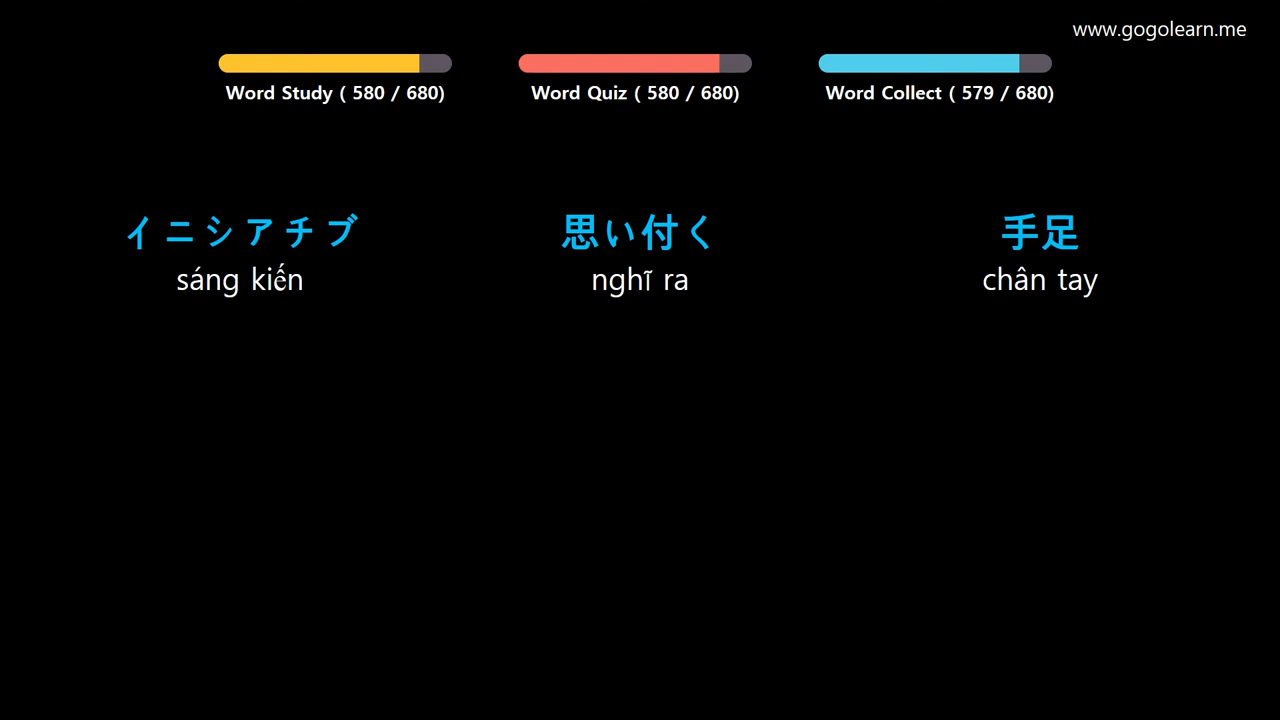 www.gogolearn.me
Word Study ( 580 / 680)
Word Quiz ( 580 / 680)
Word Collect ( 579 / 680)
イニシアチブ
sáng kiến
思い付く
nghĩ ra
手足
chân tay